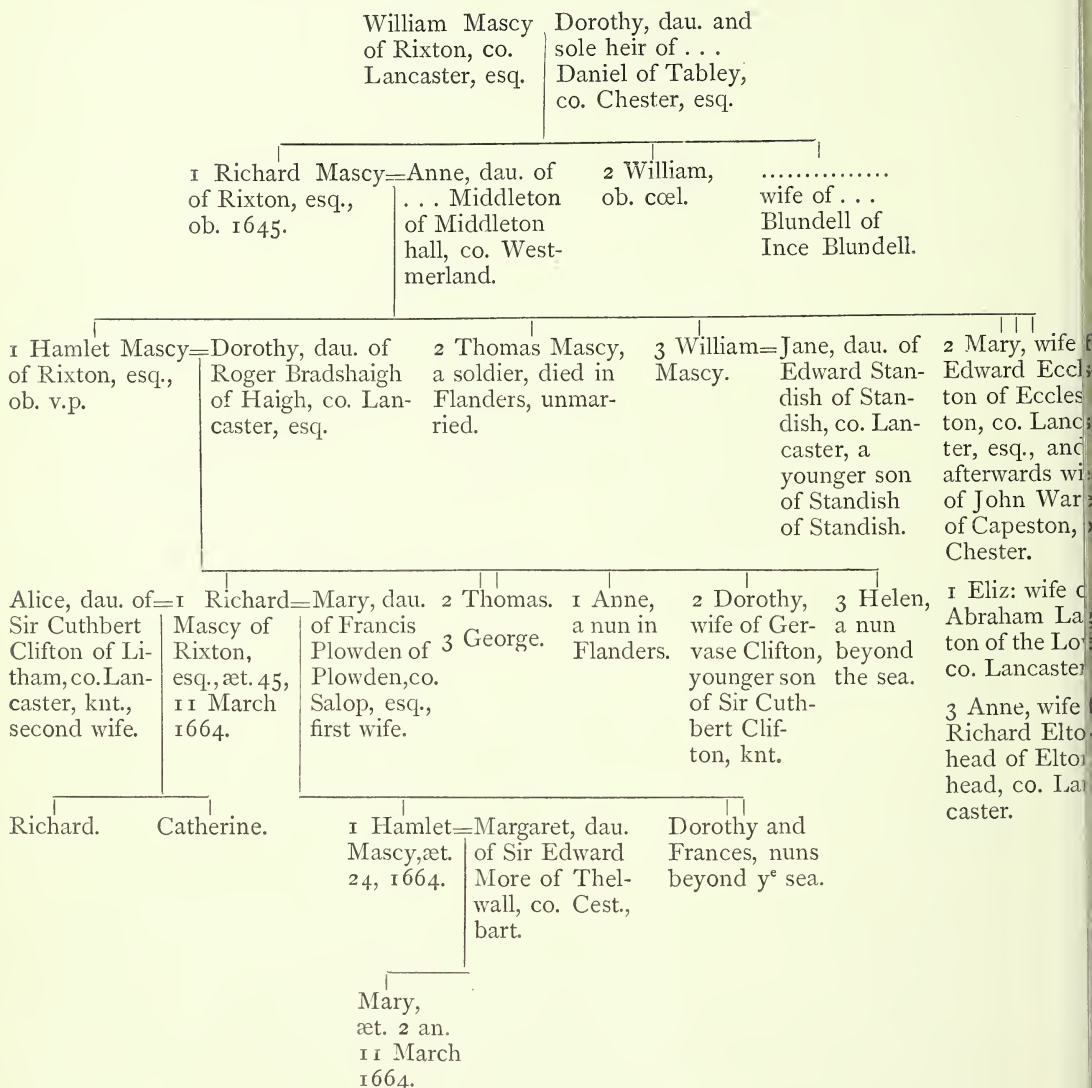 William Mascy
of Rixton, co.
Lancaster, esq.
Dorothy, dau. and
sole heir of . . .
Daniel of Tabley,
co. Chester, esq.
1 Richard Mascy=
of Rixton, esq.,
ob. 1645.
Anne, dau. of
. . . Middleton
of Middleton
hall, co. West-
merland.
2 William,
ob. cœl.
...............
wife of . . .
Blundell of
Ince Blundell.
1 Hamlet Mascy=
of Rixton, esq.,
ob. v.p.
Dorothy, dau. of
Roger Bradshaigh
of Haigh, co. Lan-
caster, esq.
2 Thomas Mascy,
a soldier, died in
Flanders, unmar-
ried.
3 William=
Mascy.
Jane, dau. of
Edward Stan-
dish of Stan-
dish, co. Lan-
caster, a
younger son
of Standish
of Standish.
2 Mary, wife
Edward Eccl
ton of Eccles
ton, co. Lanc
ter, esq., and
afterwards wi
of John War
of Capeston,
Chester.
1 Eliz: wife
Abraham La
ton of the Lo
co. Lancaster
3 Anne, wife
Richard Elto
head of Elto
head, co. La
caster.
Alice, dau. of=
Sir Cuthbert
Clifton of Li-
tham, co. Lan-
caster, knt.,
second wife.
1 Richard=
Mascy of
Rixton,
esq., æt. 45,
11 March
1664.
Mary, dau.
of Francis
Plowden of
Plowden, co.
Salop, esq.,
first wife.
2 Thomas.
3 George.
1 Anne,
a nun in
Flanders.
2 Dorothy,
wife of Ger-
vase Clifton,
younger son
of Sir Cuth-
bert Clif-
ton, knt.
3 Helen,
a nun
beyond
the sea.
Richard.
Catherine.
1 Hamlet=
Mascy, æt.
24, 1664.
Margaret, dau.
of Sir Edward
More of Thel-
wall, co. Cest.,
bart.
Dorothy and
Frances, nuns
beyond yᵉ sea.
Mary,
æt. 2 an.
11 March
1664.